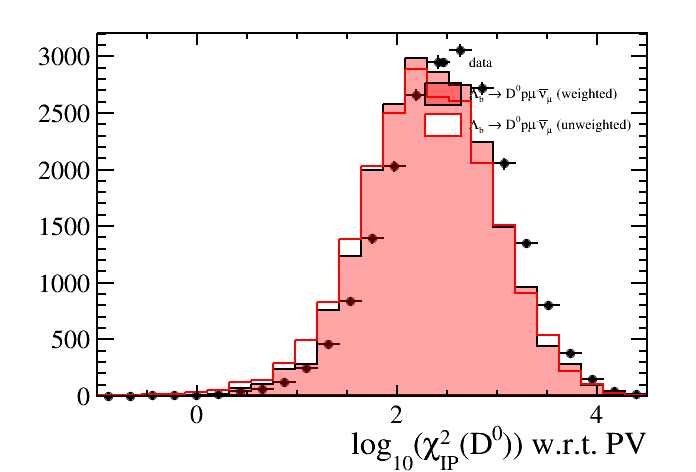 3000
2500
2000
1500
1000
500
0
data
Λb → D⁰pμ ν̅μ (weighted)
Λb → D⁰pμ ν̅μ (unweighted)
0 2 4
log₁₀(χ²IP(D⁰)) w.r.t. PV